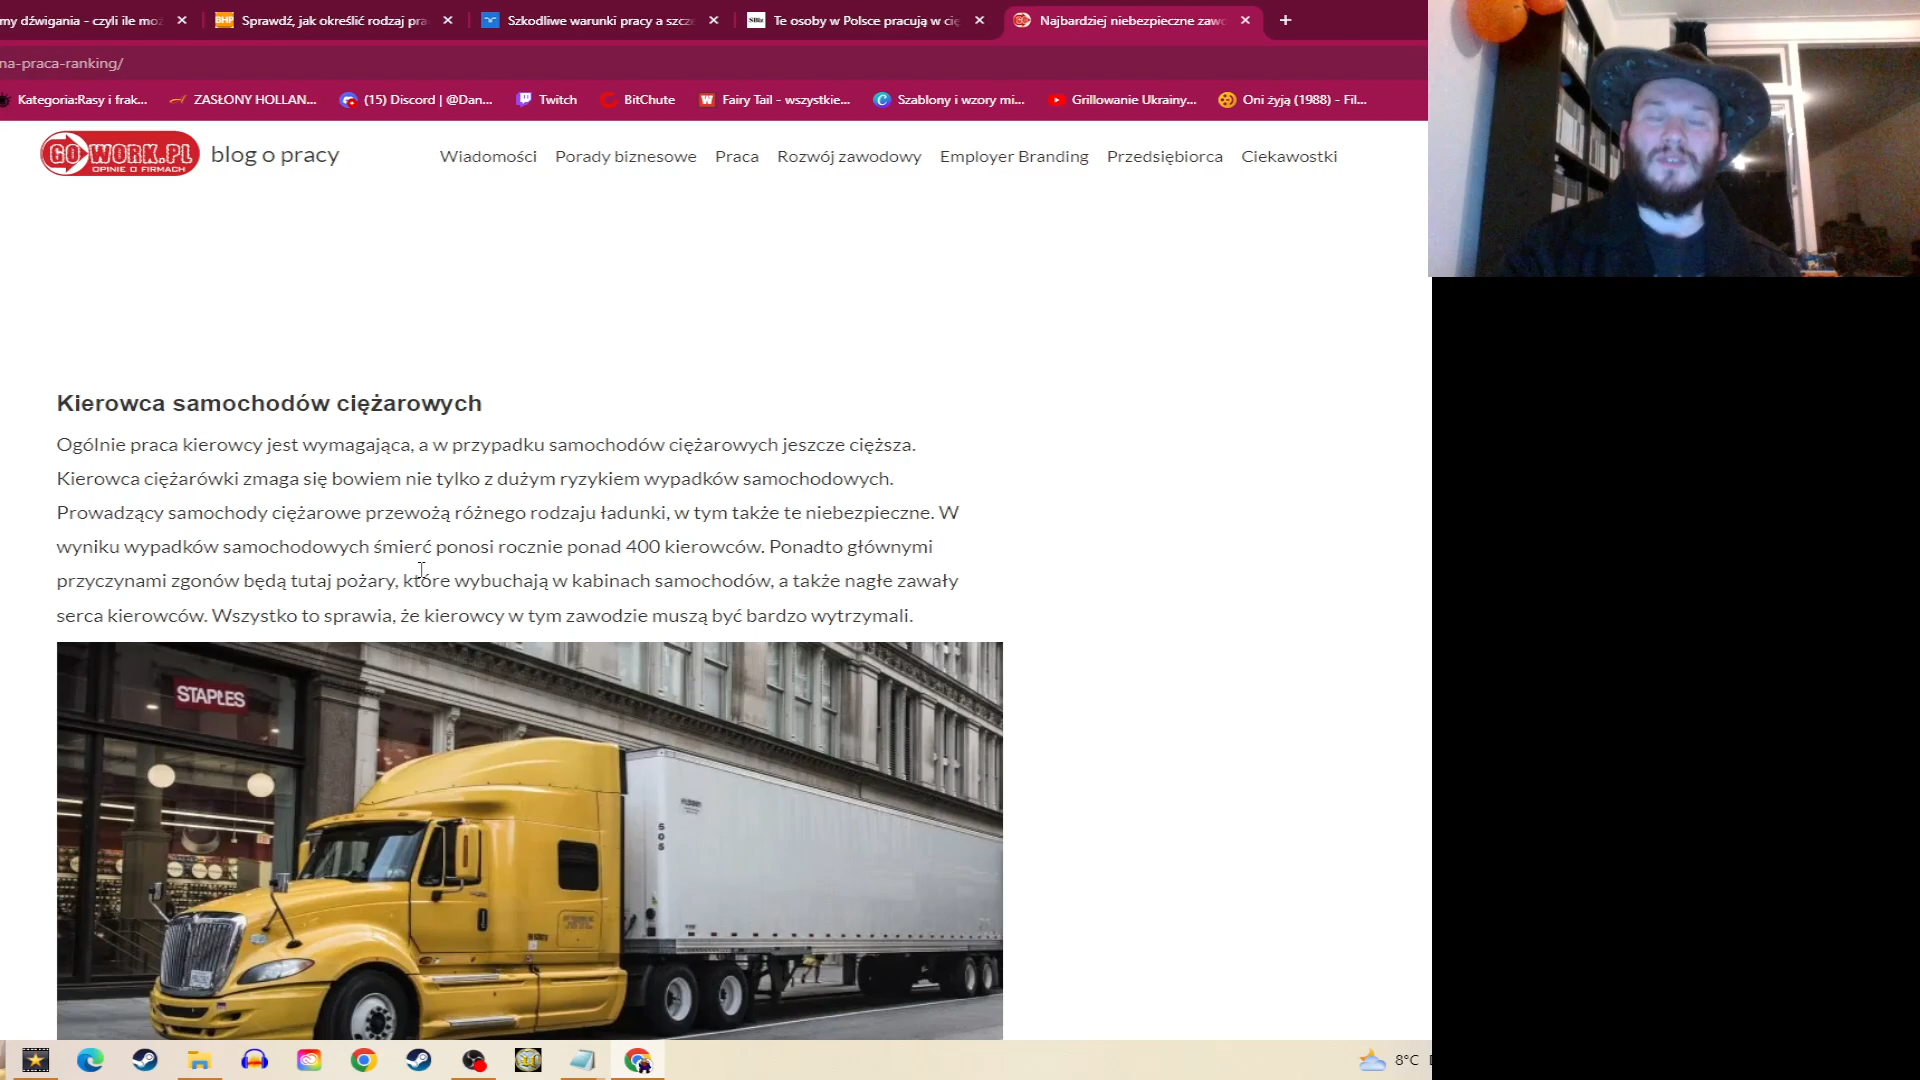 my dźwigania - czyli ile mo
Sprawdź, jak określić rodzaj pra
Szkodliwe warunki pracy a szcze
Te osoby w Polsce pracują w cię
Najbardziej niebezpieczne zawo
na-praca-ranking/
Kategoria:Rasy i frak...
ZASŁONY HOLLAN...
(15) Discord | @Dan...
Twitch
BitChute
Fairy Tail - wszystkie...
Szablony i wzory mi...
Grillowanie Ukrainy...
Oni żyją (1988) - Fil...
GOWORK.PL
OPINIE O FIRMACH
blog o pracy
Wiadomości
Porady biznesowe
Praca
Rozwój zawodowy
Employer Branding
Przedsiębiorca
Ciekawostki
Kierowca samochodów ciężarowych
Ogólnie praca kierowcy jest wymagająca, a w przypadku samochodów ciężarowych jeszcze cięższa.
Kierowca ciężarówki zmaga się bowiem nie tylko z dużym ryzykiem wypadków samochodowych.
Prowadzący samochody ciężarowe przewożą różnego rodzaju ładunki, w tym także te niebezpieczne. W
wyniku wypadków samochodowych śmierć ponosi rocznie ponad 400 kierowców. Ponadto głównymi
przyczynami zgonów będą tutaj pożary, które wybuchają w kabinach samochodów, a także nagłe zawały
serca kierowców. Wszystko to sprawia, że kierowcy w tym zawodzie muszą być bardzo wytrzymali.
STAPLES
505
8°C